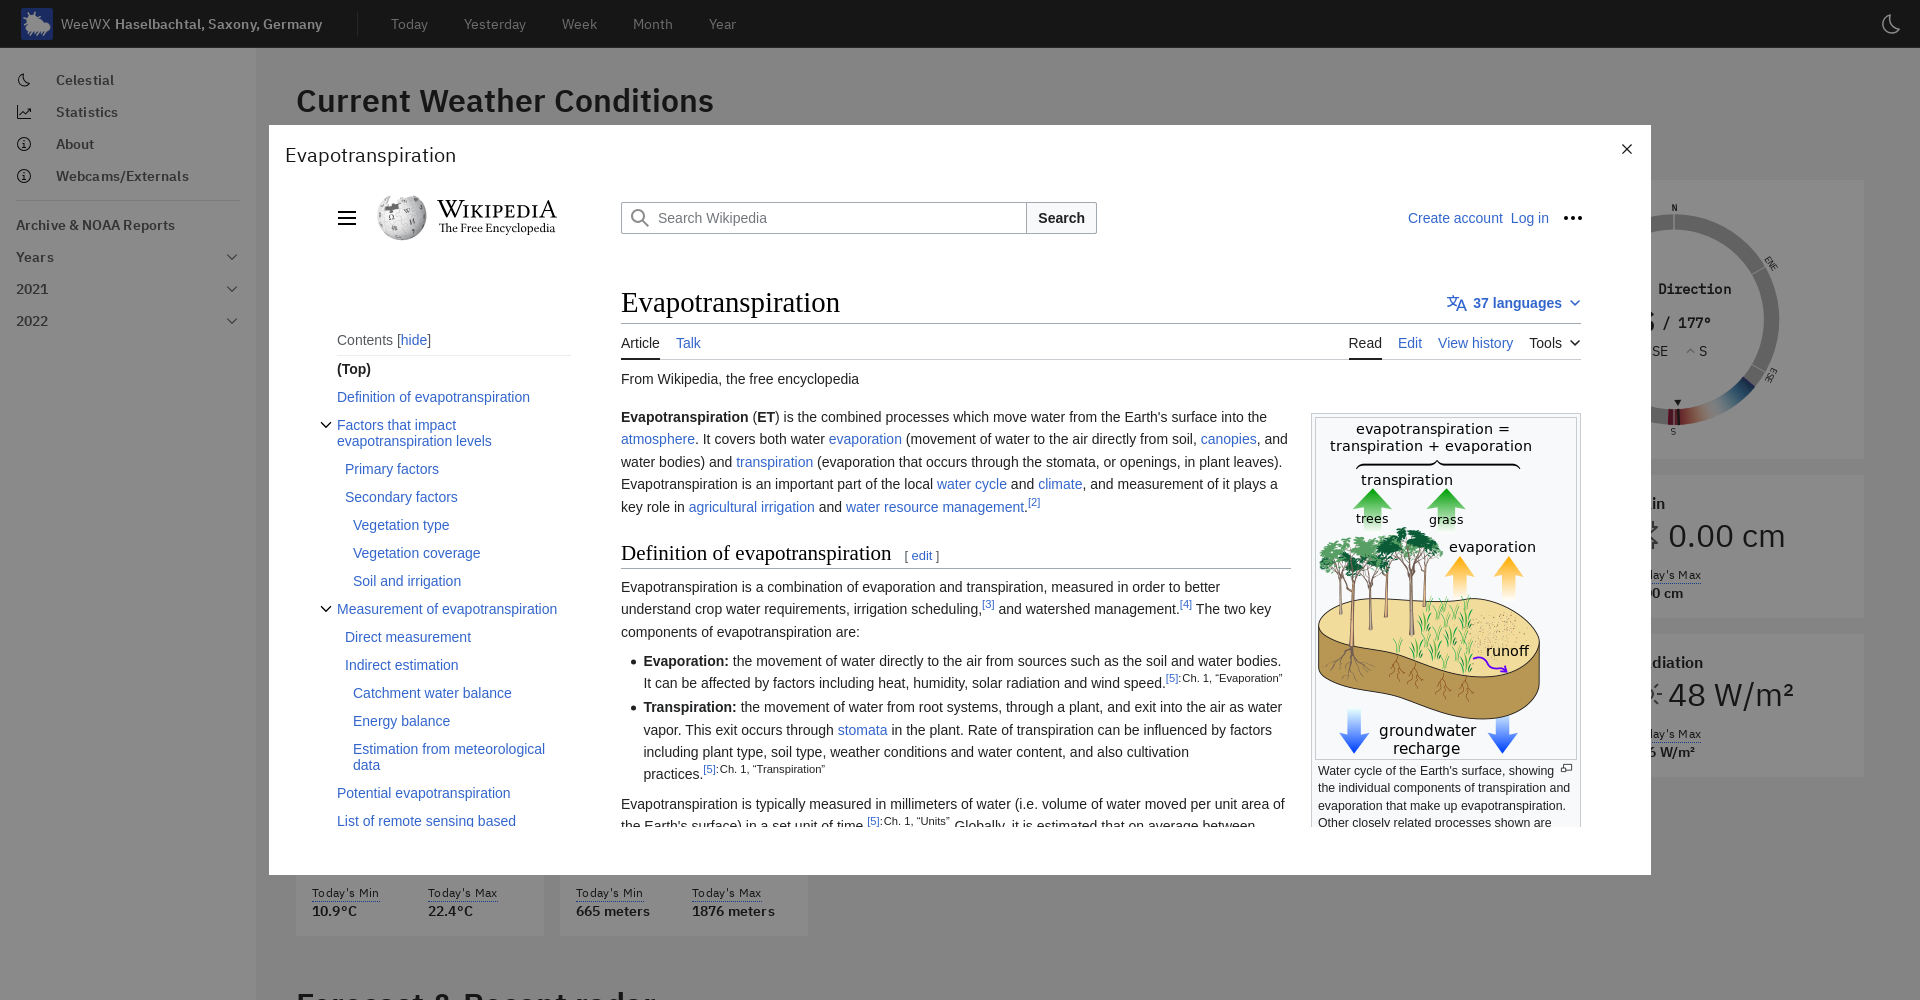 WeeWX Haselbachtal, Saxony, Germany
Today
Yesterday
Week
Month
Year
Celestial
Statistics
About
Webcams/Externals
Archive & NOAA Reports
Years
2021
2022
Current Weather Conditions
Evapotranspiration
WIKIPEDIA
The Free Encyclopedia
Search Wikipedia
Search
Create account Log in
Contents [hide]
(Top)
Definition of evapotranspiration
Factors that impact
evapotranspiration levels
Primary factors
Secondary factors
Vegetation type
Vegetation coverage
Soil and irrigation
Measurement of evapotranspiration
Direct measurement
Indirect estimation
Catchment water balance
Energy balance
Estimation from meteorological
data
Potential evapotranspiration
List of remote sensing based
Evapotranspiration
37 languages
Article Talk
Read Edit View history Tools
From Wikipedia, the free encyclopedia
Evapotranspiration (ET) is the combined processes which move water from the Earth's surface into the
atmosphere. It covers both water evaporation (movement of water to the air directly from soil, canopies, and
water bodies) and transpiration (evaporation that occurs through the stomata, or openings, in plant leaves).
Evapotranspiration is an important part of the local water cycle and climate, and measurement of it plays a
key role in agricultural irrigation and water resource management.[2]
Definition of evapotranspiration [ edit ]
Evapotranspiration is a combination of evaporation and transpiration, measured in order to better
understand crop water requirements, irrigation scheduling,[3] and watershed management.[4] The two key
components of evapotranspiration are:
Evaporation: the movement of water directly to the air from sources such as the soil and water bodies.
It can be affected by factors including heat, humidity, solar radiation and wind speed.[5]:Ch. 1, “Evaporation”
Transpiration: the movement of water from root systems, through a plant, and exit into the air as water
vapor. This exit occurs through stomata in the plant. Rate of transpiration can be influenced by factors
including plant type, soil type, weather conditions and water content, and also cultivation
practices.[5]:Ch. 1, “Transpiration”
Evapotranspiration is typically measured in millimeters of water (i.e. volume of water moved per unit area of
the Earth's surface) in a set unit of time.[5]:Ch. 1, “Units” Globally, it is estimated that on average between
evapotranspiration =
transpiration + evaporation
transpiration
trees
grass
evaporation
runoff
groundwater
recharge
Water cycle of the Earth's surface, showing
the individual components of transpiration and
evaporation that make up evapotranspiration.
Other closely related processes shown are
N
ENE
Direction
/ 177°
SE S
ESE
S
0.00 cm
Max
cm
48 W/m²
Max
W/m²
Today's Min
10.9°C
Today's Max
22.4°C
Today's Min
665 meters
Today's Max
1876 meters
Forecast & Recent radar